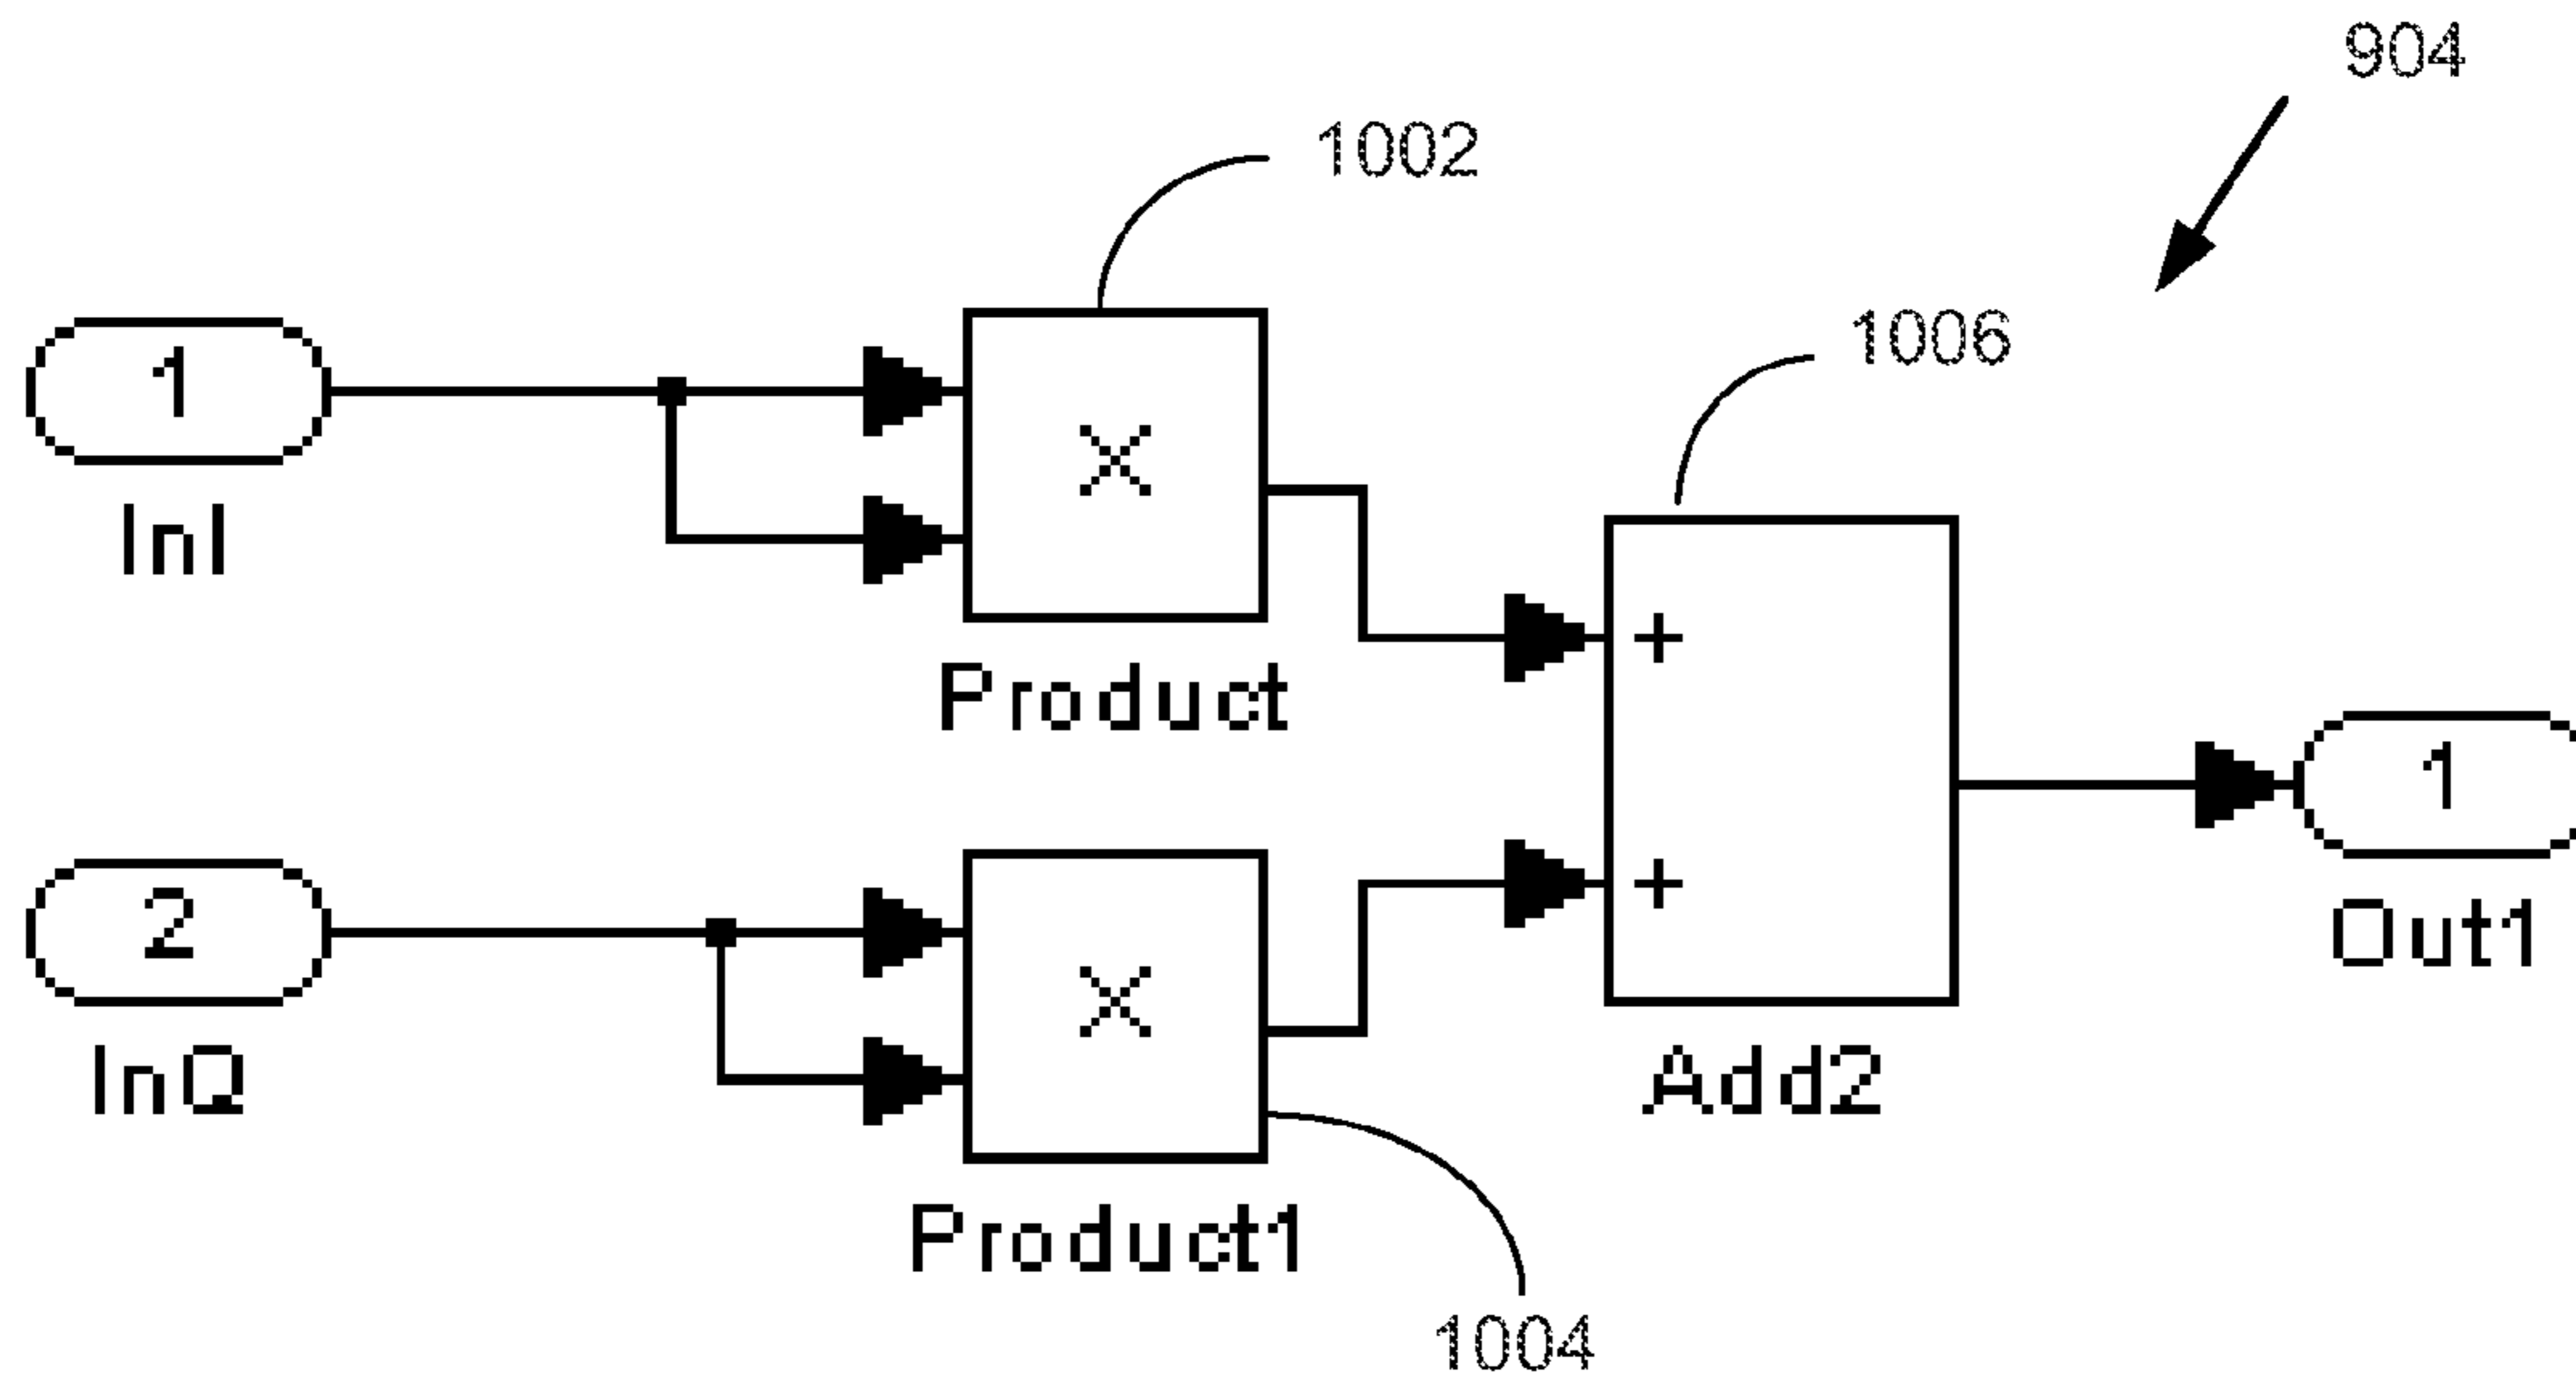 904
1002
1006
1
InI
×
Product
+
+
1
Out1
2
InQ
×
Product1
Add2
1004